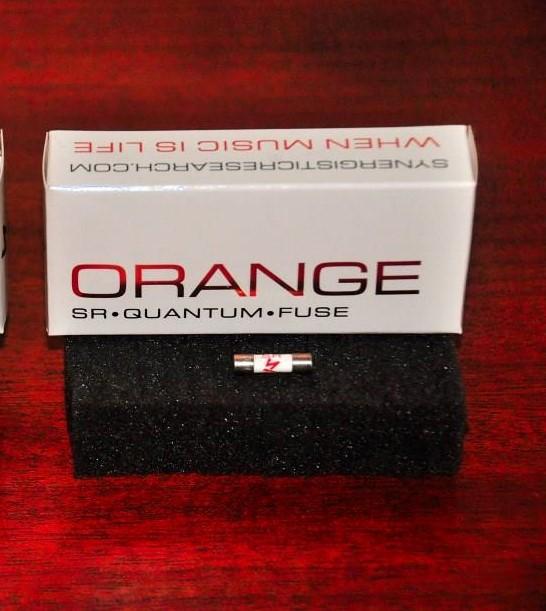 WHEN MUSIC IS LIFE
SYNERGISTICRESEARCH.COM
ORANGE
SR•QUANTUM•FUSE